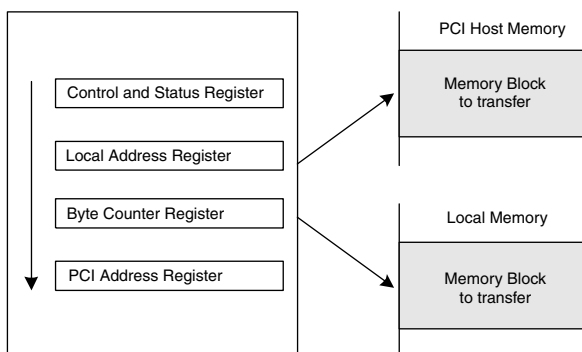 Control and Status Register
Local Address Register
Byte Counter Register
PCI Address Register
PCI Host Memory
Memory Block
to transfer
Local Memory
Memory Block
to transfer